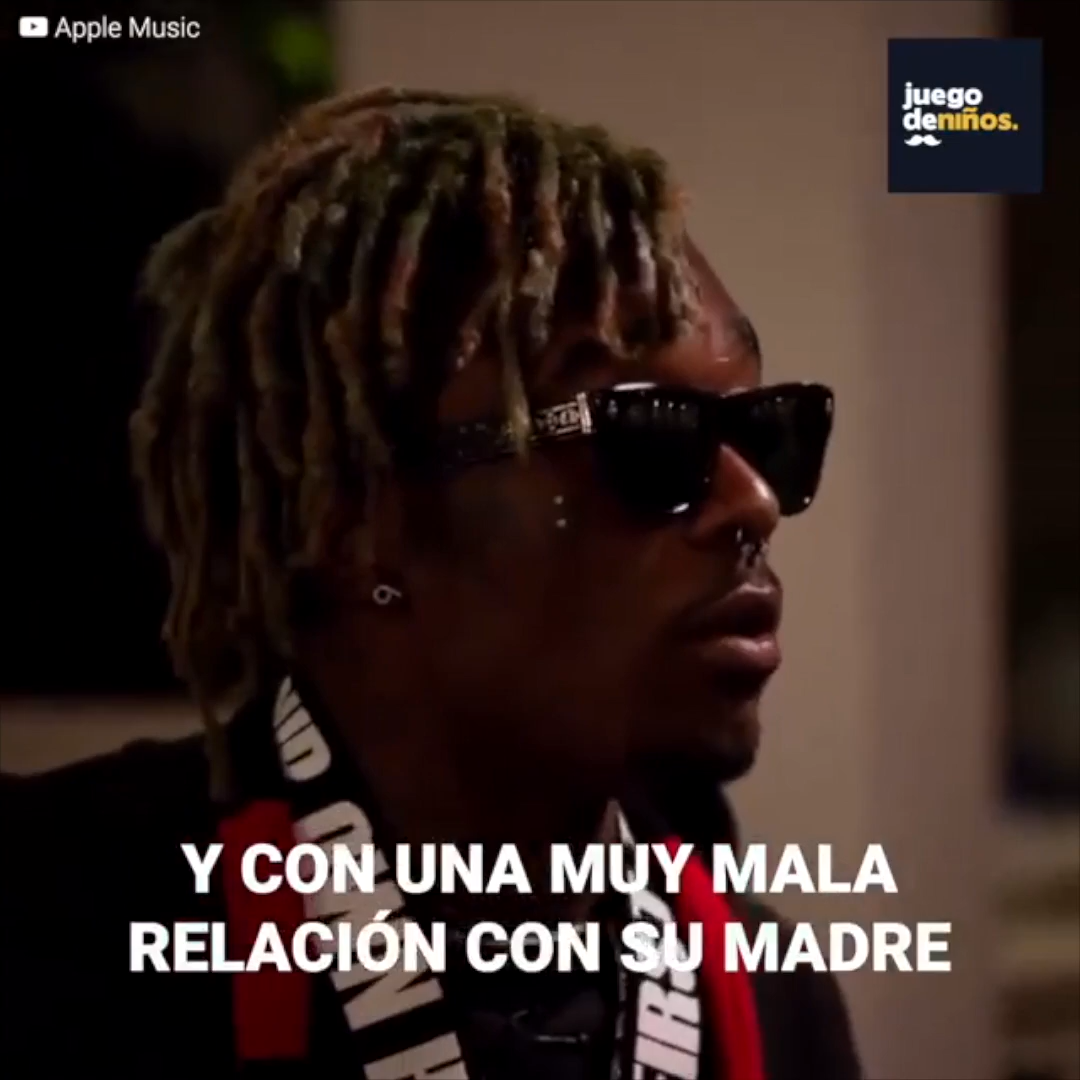 Apple Music
juego
deniños.
Y CON UNA MUY MALA
RELACIÓN CON SU MADRE